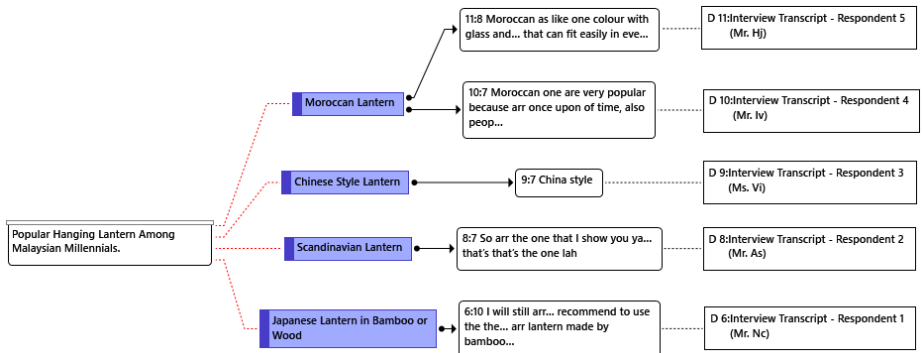 11:8 Moroccan as like one colour with
glass and... that can fit easily in eve...
D 11:Interview Transcript - Respondent 5
(Mr. Hj)
Moroccan Lantern
10:7 Moroccan one are very popular
because arr once upon of time, also
peop...
D 10:Interview Transcript - Respondent 4
(Mr. Iv)
Chinese Style Lantern
9:7 China style
D 9:Interview Transcript - Respondent 3
(Ms. Vi)
Popular Hanging Lantern Among
Malaysian Millennials.
Scandinavian Lantern
8:7 So arr the one that I show you ya...
that's that's the one lah
D 8:Interview Transcript - Respondent 2
(Mr. As)
Japanese Lantern in Bamboo or
Wood
6:10 I will still arr... recommend to use
the the... arr lantern made by
bamboo...
D 6:Interview Transcript - Respondent 1
(Mr. Nc)